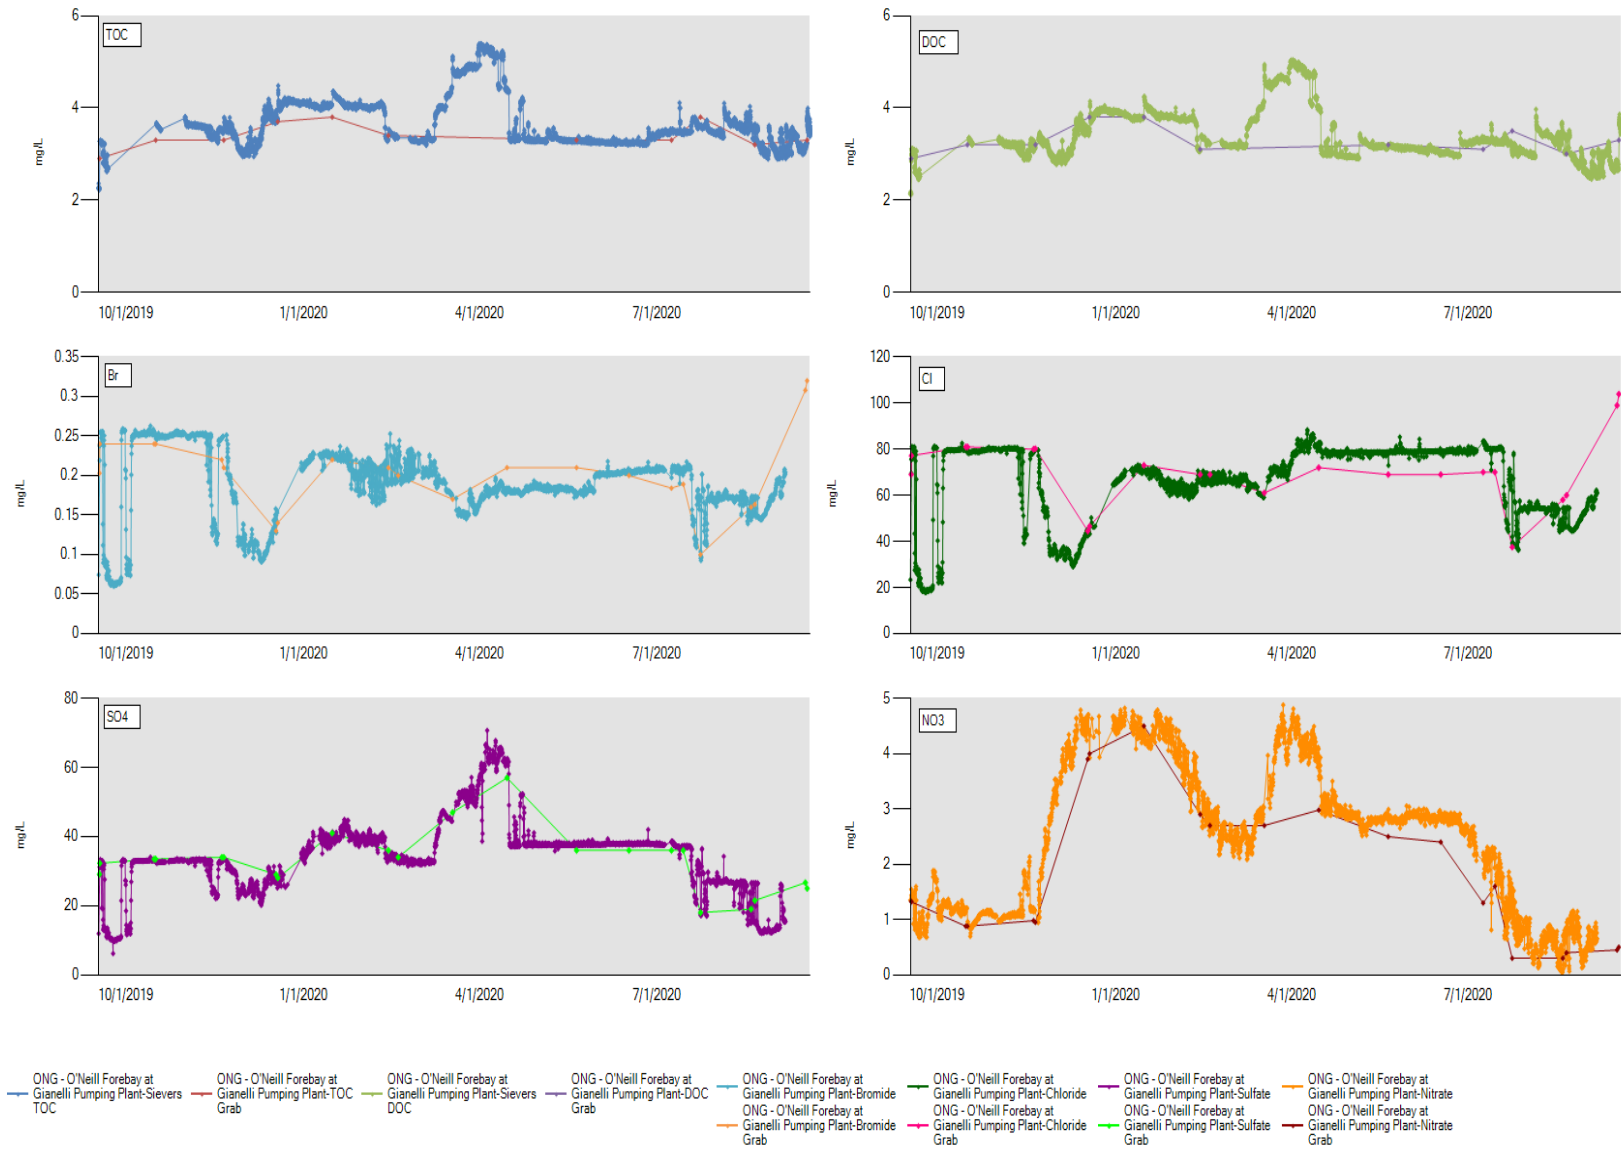 TOC
6
4
2
0
mg/L
10/1/2019
1/1/2020
4/1/2020
7/1/2020
DOC
6
4
2
0
mg/L
10/1/2019
1/1/2020
4/1/2020
7/1/2020
Br
0.35
0.3
0.25
0.2
0.15
0.1
0.05
0
mg/L
10/1/2019
1/1/2020
4/1/2020
7/1/2020
Cl
120
100
80
60
40
20
0
mg/L
10/1/2019
1/1/2020
4/1/2020
7/1/2020
SO4
80
60
40
20
0
mg/L
10/1/2019
1/1/2020
4/1/2020
7/1/2020
NO3
5
4
3
2
1
0
mg/L
10/1/2019
1/1/2020
4/1/2020
7/1/2020
ONG - O'Neill Forebay at
Gianelli Pumping Plant-Sievers
TOC
ONG - O'Neill Forebay at
Gianelli Pumping Plant-TOC
Grab
ONG - O'Neill Forebay at
Gianelli Pumping Plant-Sievers
DOC
ONG - O'Neill Forebay at
Gianelli Pumping Plant-DOC
Grab
ONG - O'Neill Forebay at
Gianelli Pumping Plant-Bromide
ONG - O'Neill Forebay at
Gianelli Pumping Plant-Chloride
ONG - O'Neill Forebay at
Gianelli Pumping Plant-Sulfate
ONG - O'Neill Forebay at
Gianelli Pumping Plant-Nitrate
ONG - O'Neill Forebay at
Gianelli Pumping Plant-Bromide
Grab
ONG - O'Neill Forebay at
Gianelli Pumping Plant-Chloride
Grab
ONG - O'Neill Forebay at
Gianelli Pumping Plant-Sulfate
Grab
ONG - O'Neill Forebay at
Gianelli Pumping Plant-Nitrate
Grab